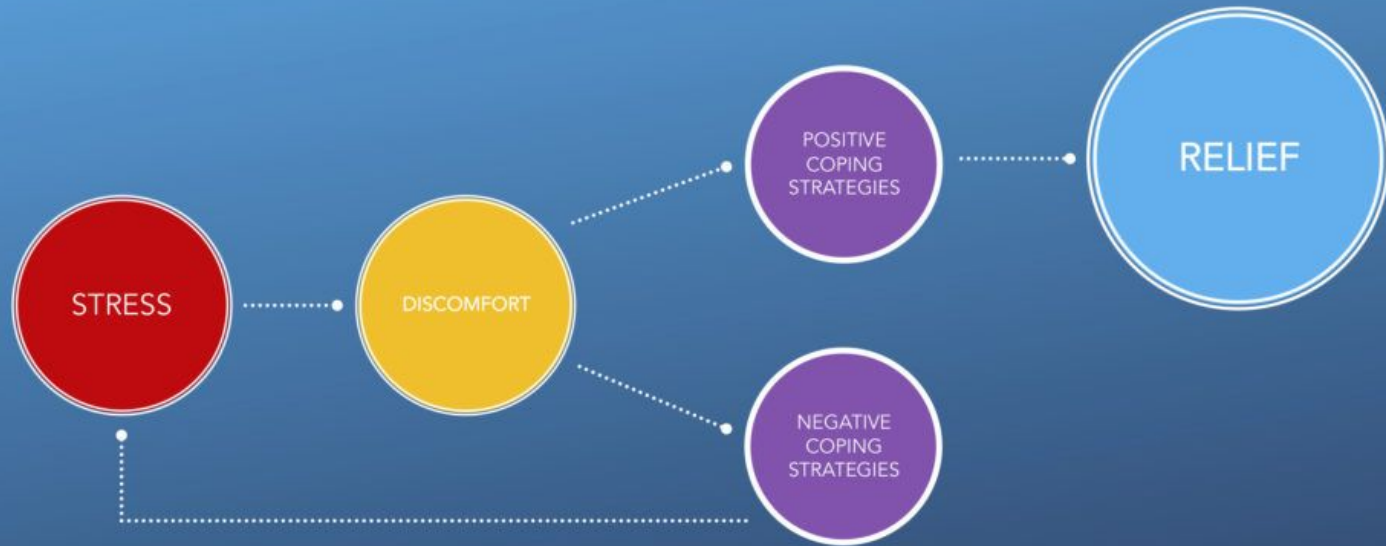 STRESS
DISCOMFORT
POSITIVE
COPING
STRATEGIES
RELIEF
NEGATIVE
COPING
STRATEGIES